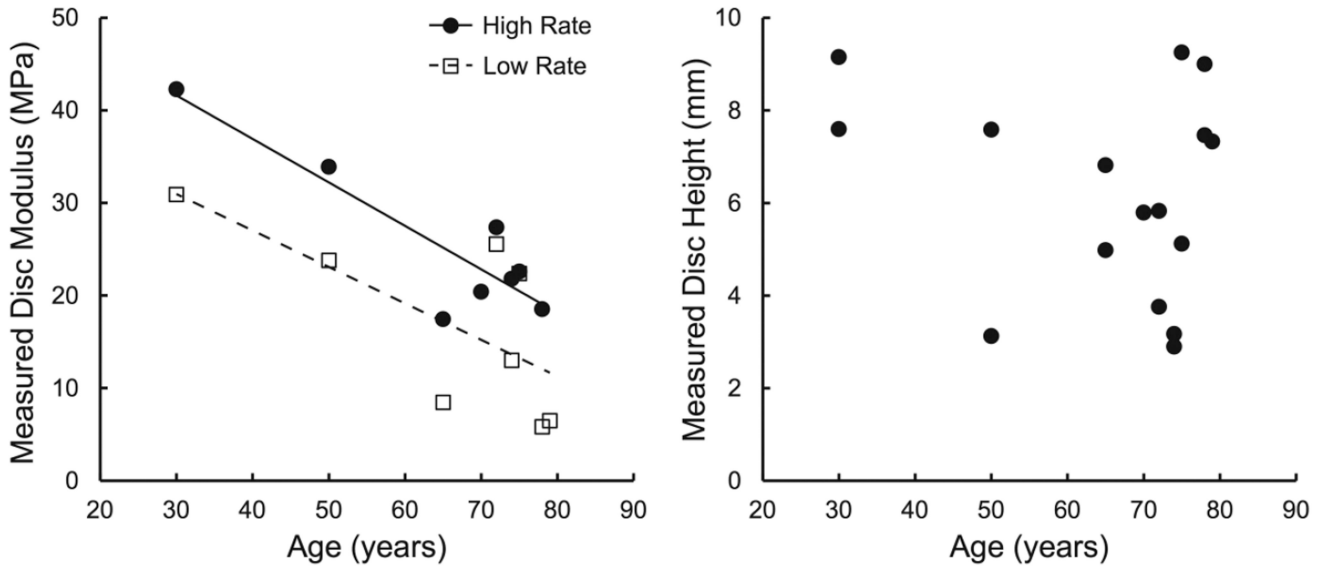 50
40
30
20
10
0
Measured Disc Modulus (MPa)
High Rate
Low Rate
20 30 40 50 60 70 80 90
Age (years)
10
8
6
4
2
0
Measured Disc Height (mm)
20 30 40 50 60 70 80 90
Age (years)